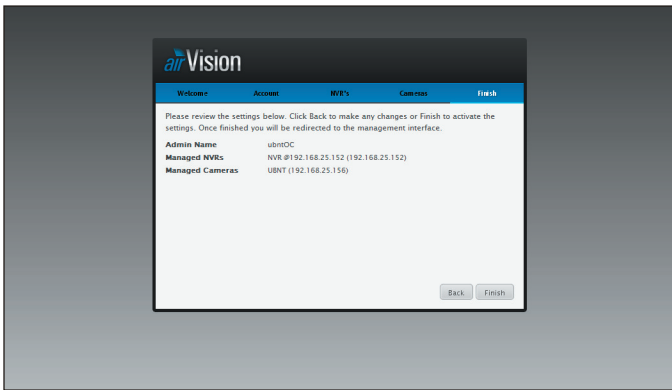 airVision
Welcome Account NVR's Cameras Finish
Please review the settings below. Click Back to make any changes or Finish to activate the
settings. Once finished you will be redirected to the management interface.
Admin Name ubntOC
Managed NVRs NVR @192.168.25.152 (192.168.25.152)
Managed Cameras UBNT (192.168.25.156)
Back Finish